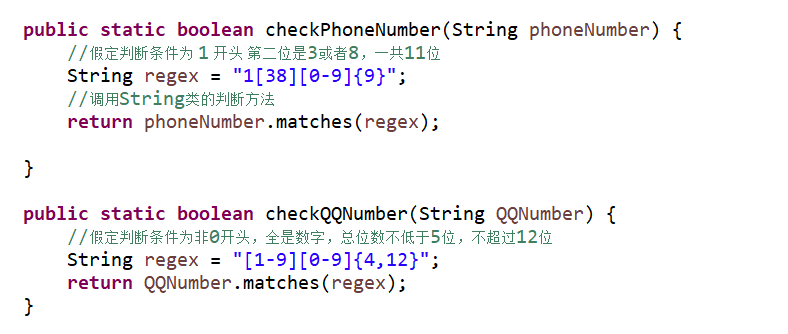 public static boolean checkPhoneNumber(String phoneNumber) {
//假定判断条件为 1 开头 第二位是3或者8，一共11位
String regex = "1[38][0-9]{9}";
//调用String类的判断方法
return phoneNumber.matches(regex);
}
public static boolean checkQQNumber(String QQNumber) {
//假定判断条件为非0开头，全是数字，总位数不低于5位，不超过12位
String regex = "[1-9][0-9]{4,12}";
return QQNumber.matches(regex);
}